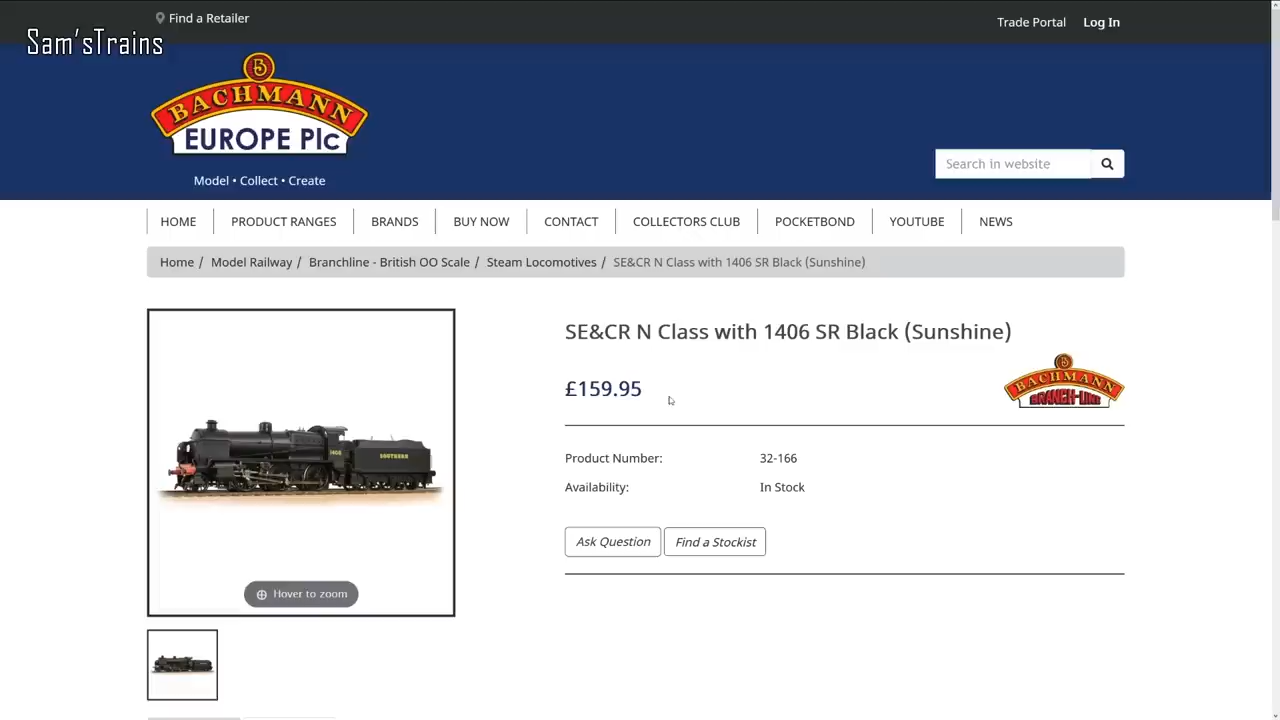 Find a Retailer
Trade Portal
Log In
Sam'sTrains
BACHMANN
EUROPE Plc
Model • Collect • Create
Search in website
HOME
PRODUCT RANGES
BRANDS
BUY NOW
CONTACT
COLLECTORS CLUB
POCKETBOND
YOUTUBE
NEWS
Home / Model Railway / Branchline - British OO Scale / Steam Locomotives / SE&CR N Class with 1406 SR Black (Sunshine)
SE&CR N Class with 1406 SR Black (Sunshine)
£159.95
BACHMANN
BRANCH-LINE
Product Number: 32-166
Availability: In Stock
Ask Question
Find a Stockist
1406
SOUTHERN
Hover to zoom